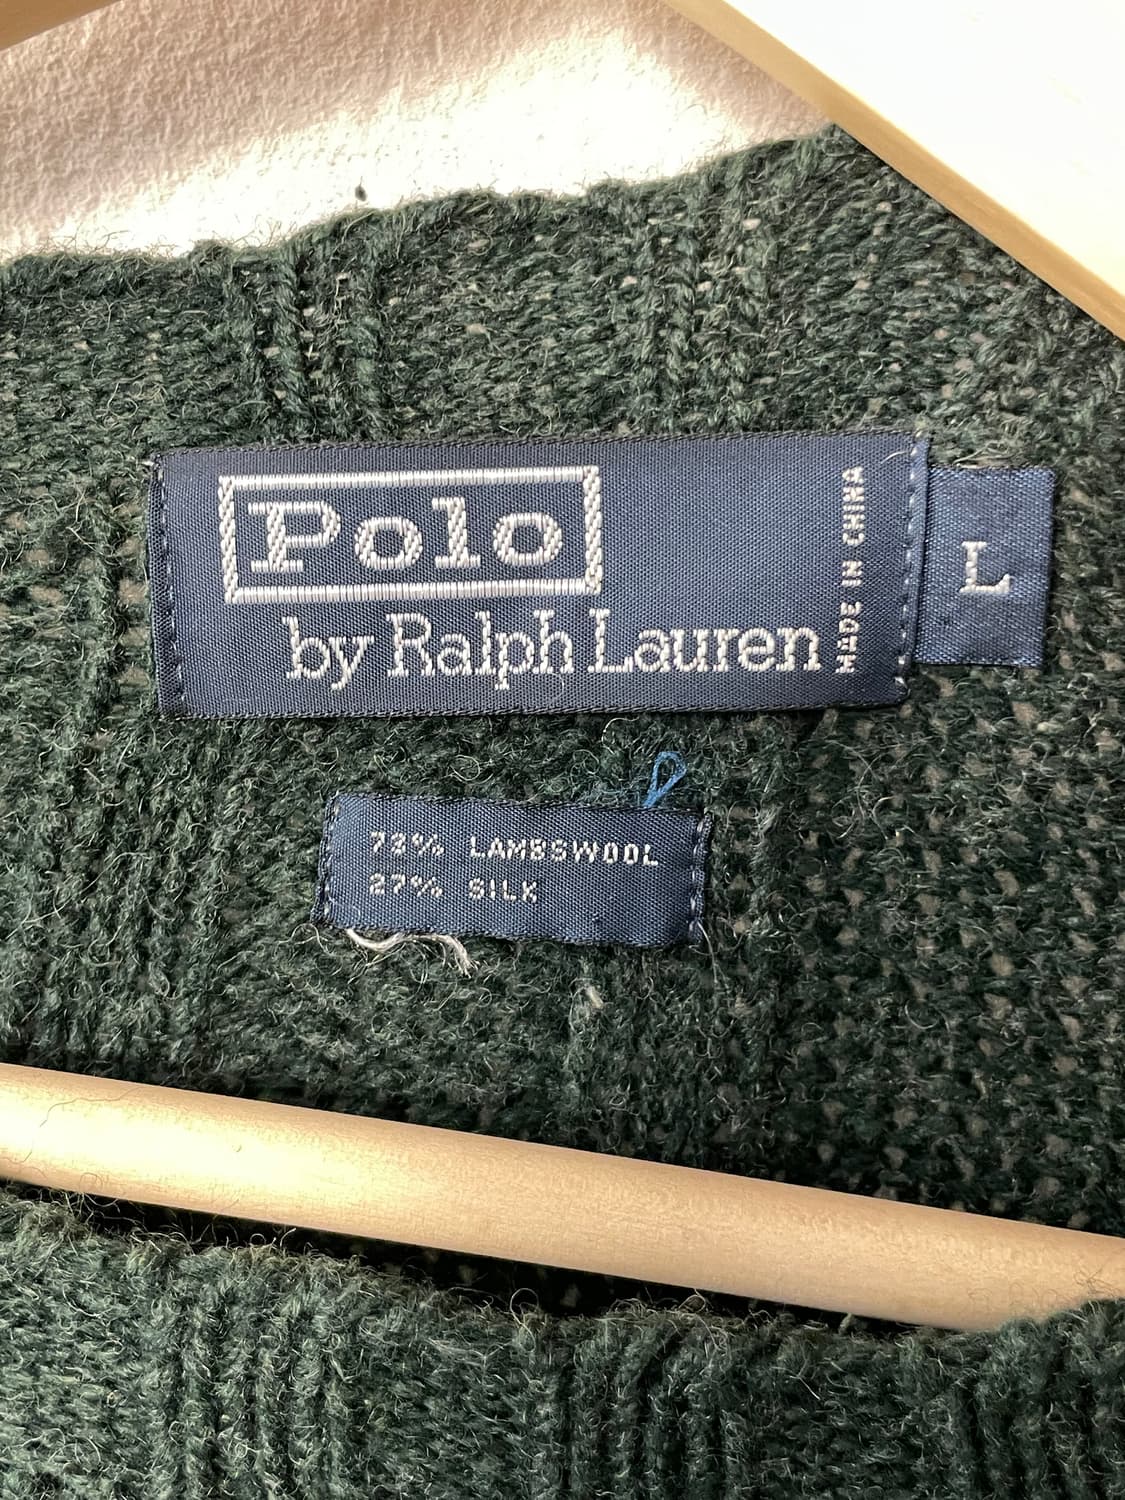 Polo
by Ralph Lauren
MADE IN CHINA
L
73% LAMBSWOOL
27% SILK